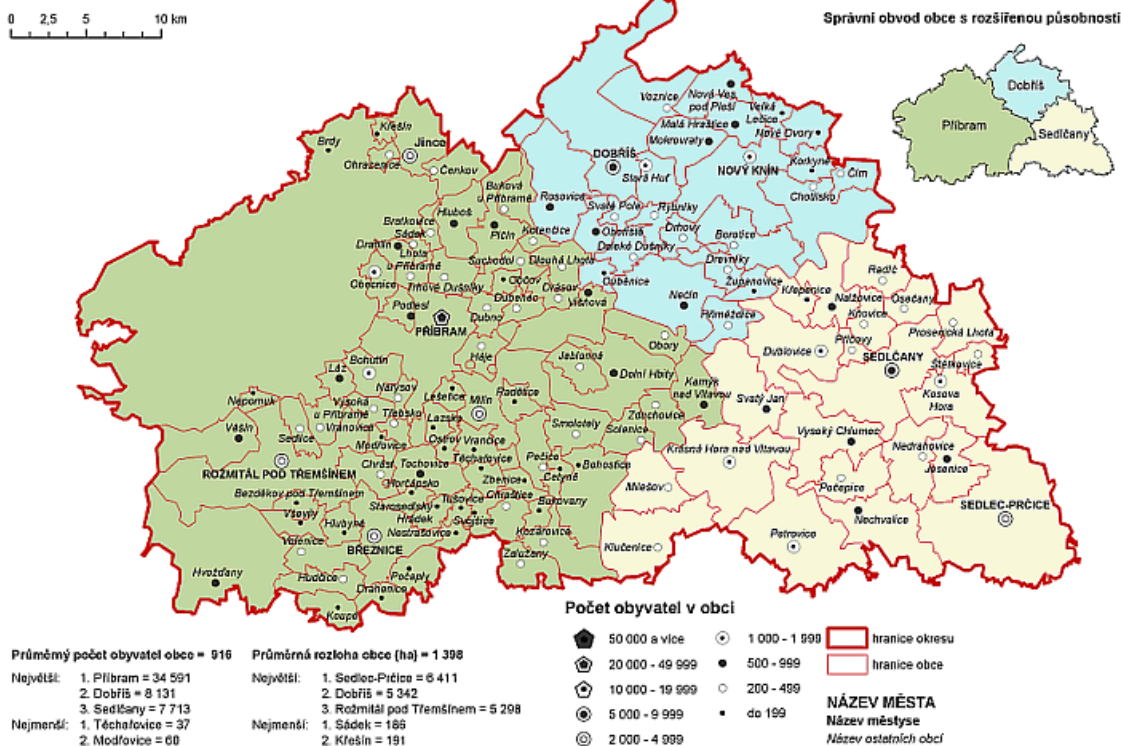 0 2,5 5 10 km
Správní obvod obce s rozšířenou působností
Dobříš
Příbram
Sedlčany
Voznice
Nová Ves
pod Pleší
Velká
Lečice
Malá Hraštice
Nové Dvory
Mokrovraty
Křešín
Brdy
Jince
Chrašenice
Čenkov
DOBŘÍŠ
Stará Huť
NOVÝ KNÍN
Korkyně
Čím
Chotilsko
Buková
u Příbramě
Rosovice
Svaté Pole
Rybníky
Bratkovice
Hluboš
Sádek
Pičín
Kotenčice
Obořiště
Drhovy
Borotice
Daleké Dušníky
Drahlín
Lhota
u Příbramě
Suchodol
Dlouhá Lhota
Drevníky
Obecnice
Trhové Dušníky
Občov
Drásov
Dubenec
Višňová
Ouběnice
Županovice
Radíč
Křepenice
Nalžovice
Osečany
Podlesí
Dubno
Nečín
Kňovice
PŘÍBRAM
Příměždice
Příčovy
Prosenická Lhota
Háje
Obory
Dublovice
SEDLČANY
Štětkovice
Bohutín
Jablonná
Láz
Dolní Hbity
Kamýk
nad Vltavou
Svatý Jan
Kosova
Hora
Nepomuk
Narysov
Lešetice
Milín
Radětice
Vysoká
u Příbramě
Třebsko
Lazsko
Zduchovice
Věšín
Sedlice
Vranovice
Modřovice
Ostrov
Vrančice
Smolotely
Solenice
Vysoký Chlumec
Krásná Hora nad Vltavou
Nedrahovice
Jesenice
Těchařovice
ROŽMITÁL POD TŘEMŠÍNEM
Chrást
Tochovice
Pečice
Bohostice
Cetyně
Horčápsko
Zbenice
Milešov
Počepice
Bezděkov pod Třemšínem
Chraštice
Bukovany
SEDLEC-PRČICE
Starosedlský
Hrádek
Tušovice
Svojšice
Nechvalice
Vševily
Hlubyně
Nestrašovice
Kozárovice
BŘEZNICE
Volenice
Zalužany
Klučenice
Petrovice
Hvožďany
Hudčice
Počaply
Drahenice
Koupě
Počet obyvatel v obci
50 000 a více
20 000 - 49 999
10 000 - 19 999
5 000 - 9 999
2 000 - 4 999
1 000 - 1 999
500 - 999
200 - 499
do 199
hranice okresu
hranice obce
NÁZEV MĚSTA
Název městyse
Název ostatních obcí
Průměrný počet obyvatel obce = 916
Největší: 1. Příbram = 34 591
2. Dobříš = 8 131
3. Sedlčany = 7 713
Nejmenší: 1. Těchařovice = 37
2. Modřovice = 60
Průměrná rozloha obce (ha) = 1 398
Největší: 1. Sedlec-Prčice = 6 411
2. Dobříš = 5 342
3. Rožmitál pod Třemšínem = 5 298
Nejmenší: 1. Sádek = 186
2. Křešín = 191